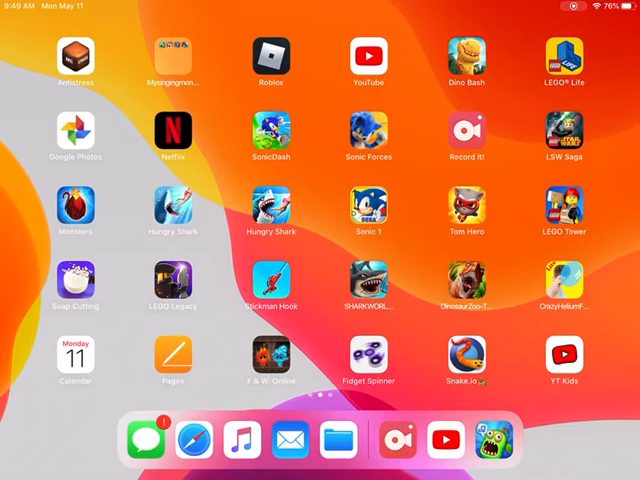 9:49 AM Mon May 11
76%
Antistress
Mysingingmon...
Roblox
YouTube
Dino Bash
LEGO® Life
Google Photos
Netflix
SonicDash
Sonic Forces
Record it!
LSW Saga
Monsters
Hungry Shark
Hungry Shark
Sonic 1
Tom Hero
LEGO Tower
Soap Cutting
LEGO Legacy
Stickman Hook
SHARKWORL...
DinosaurZoo-T...
CrazyHeliumF...
Monday
11
Calendar
Pages
F & W. Online
Fidget Spinner
Snake.io
YT Kids